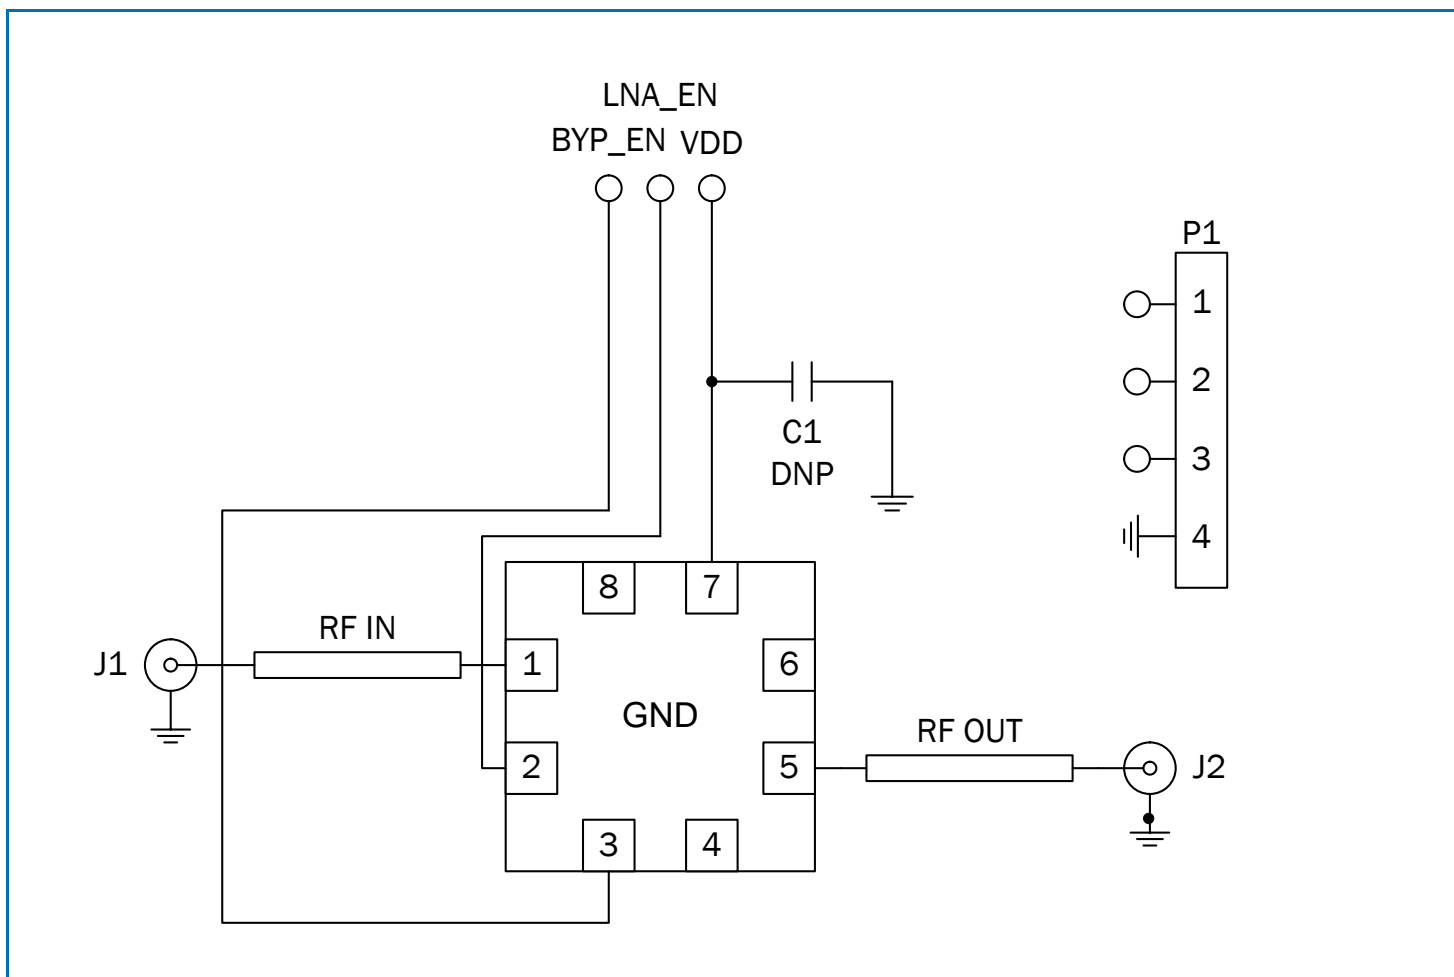 LNA_EN
BYP_EN VDD
P1
1
2
3
4
C1
DNP
8 7
RF IN
J1
1
6
GND
RF OUT
2
5
J2
3 4